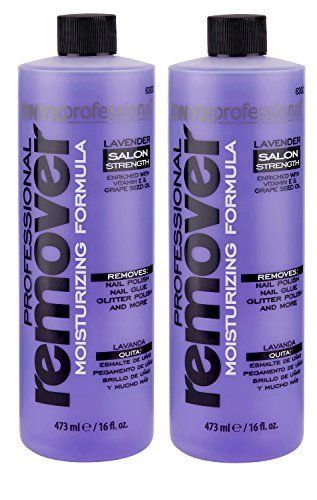 ONYXprofessional
PROFESSIONAL
remover
MOISTURIZING FORMULA
LAVENDER
SALON
STRENGTH
ENRICHED WITH
VITAMIN E &
GRAPE SEED OIL
REMOVES:
NAIL POLISH
NAIL GLUE
GLITTER POLISH
AND MORE
LAVANDA
QUITA:
ESMALTE DE UÑAS
PEGAMENTO DE UÑAS
BRILLO DE UÑAS
Y MUCHO MÁS
473 ml / 16 fl. oz.
ONYXprofessional
PROFESSIONAL
remover
MOISTURIZING FORMULA
LAVENDER
SALON
STRENGTH
ENRICHED WITH
VITAMIN E &
GRAPE SEED OIL
REMOVES:
NAIL POLISH
NAIL GLUE
GLITTER POLISH
AND MORE
LAVANDA
QUITA:
ESMALTE DE UÑAS
PEGAMENTO DE UÑAS
BRILLO DE UÑAS
Y MUCHO MÁS
473 ml / 16 fl. oz.